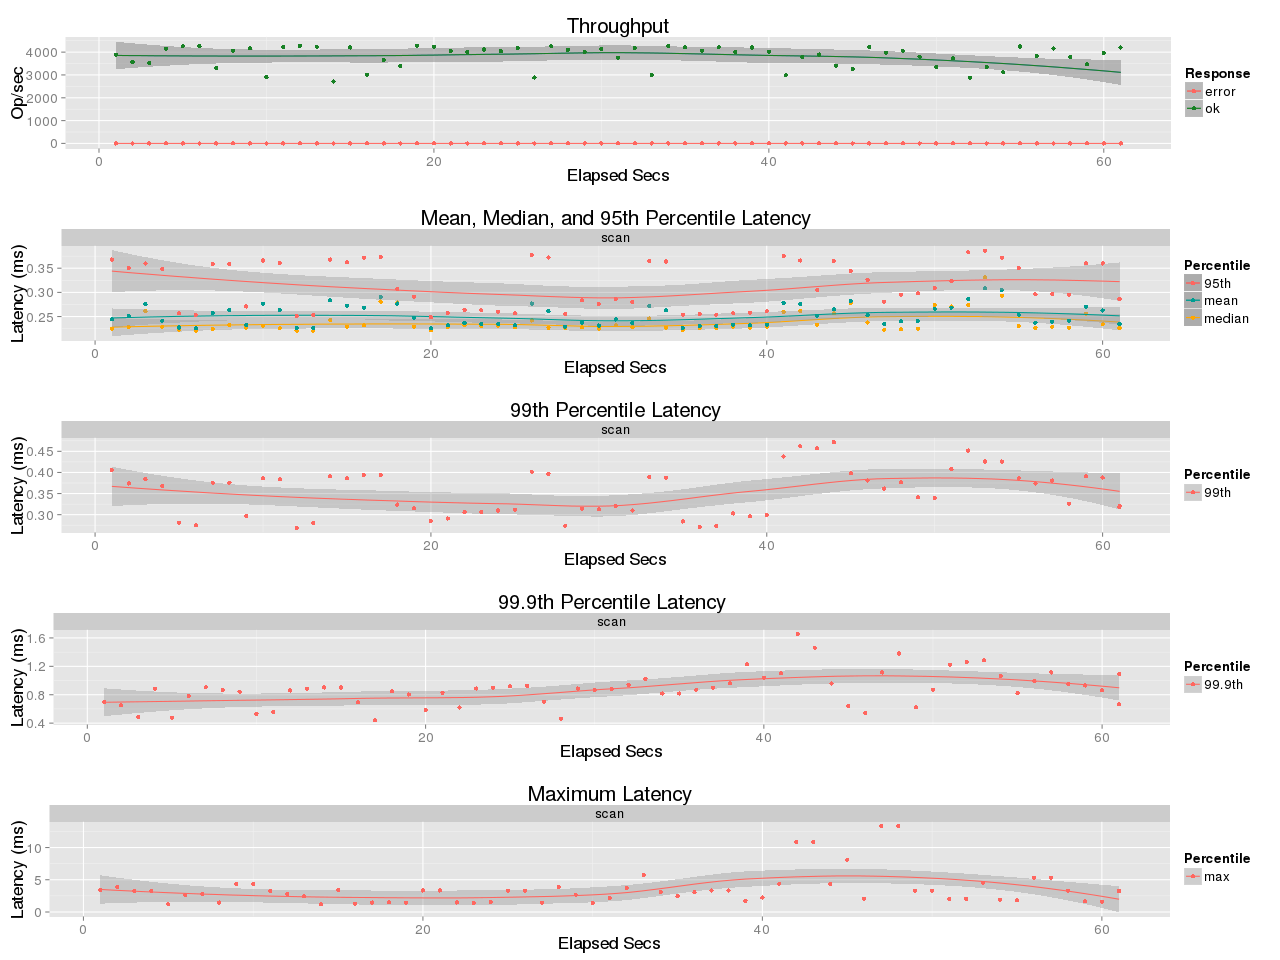 Throughput
Op/sec
4000
3000
2000
1000
0
0 20 40 60
Elapsed Secs
Response
error
ok
Mean, Median, and 95th Percentile Latency
scan
Latency (ms)
0.35
0.30
0.25
0 20 40 60
Elapsed Secs
Percentile
95th
mean
median
99th Percentile Latency
scan
Latency (ms)
0.45
0.40
0.35
0.30
0 20 40 60
Elapsed Secs
Percentile
99th
99.9th Percentile Latency
scan
Latency (ms)
1.6
1.2
0.8
0.4
0 20 40 60
Elapsed Secs
Percentile
99.9th
Maximum Latency
scan
Latency (ms)
10
5
0
0 20 40 60
Elapsed Secs
Percentile
max